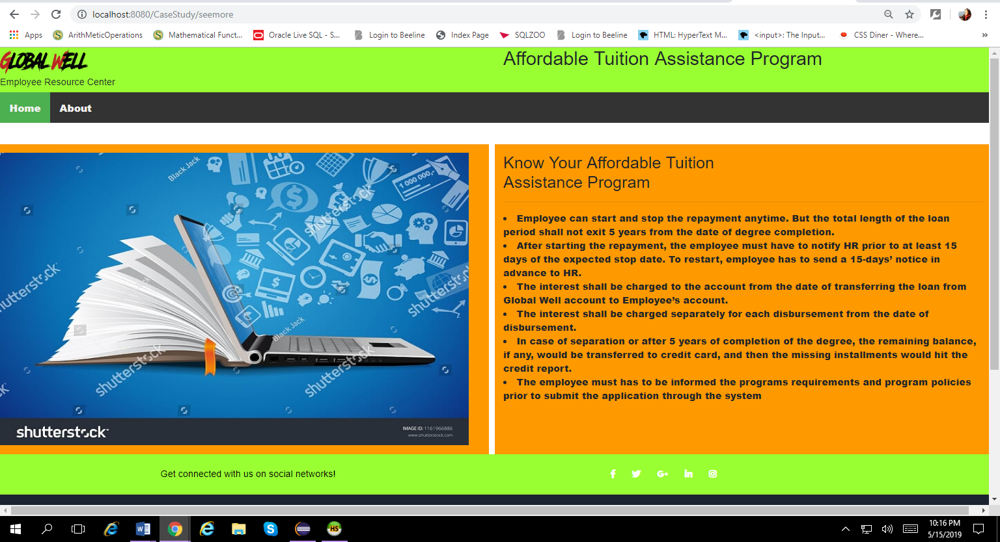 localhost:8080/CaseStudy/seemore
Apps
ArithMeticOperations
Mathematical Funct...
Oracle Live SQL - S...
Login to Beeline
Index Page
SQLZOO
Login to Beeline
HTML: HyperText M...
<input>: The Input...
CSS Diner - Where...
»
GLOBAL WELL
Employee Resource Center
Affordable Tuition Assistance Program
Home
About
Black Jack
1 000 000,-
shutterstock
shutterstock
shutterstock
shutterstock
Black Jack
shutterstock
shutterstock
shutterstock
IMAGE ID: 1161966886
www.shutterstock.com
Know Your Affordable Tuition
Assistance Program
• Employee can start and stop the repayment anytime. But the total length of the loan
period shall not exit 5 years from the date of degree completion.
• After starting the repayment, the employee must have to notify HR prior to at least 15
days of the expected stop date. To restart, employee has to send a 15-days’ notice in
advance to HR.
• The interest shall be charged to the account from the date of transferring the loan from
Global Well account to Employee’s account.
• The interest shall be charged separately for each disbursement from the date of
disbursement.
• In case of separation or after 5 years of completion of the degree, the remaining balance,
if any, would be transferred to credit card, and then the missing installments would hit the
credit report.
• The employee must has to be informed the programs requirements and program policies
prior to submit the application through the system
Get connected with us on social networks!
HS
10:16 PM
5/15/2019